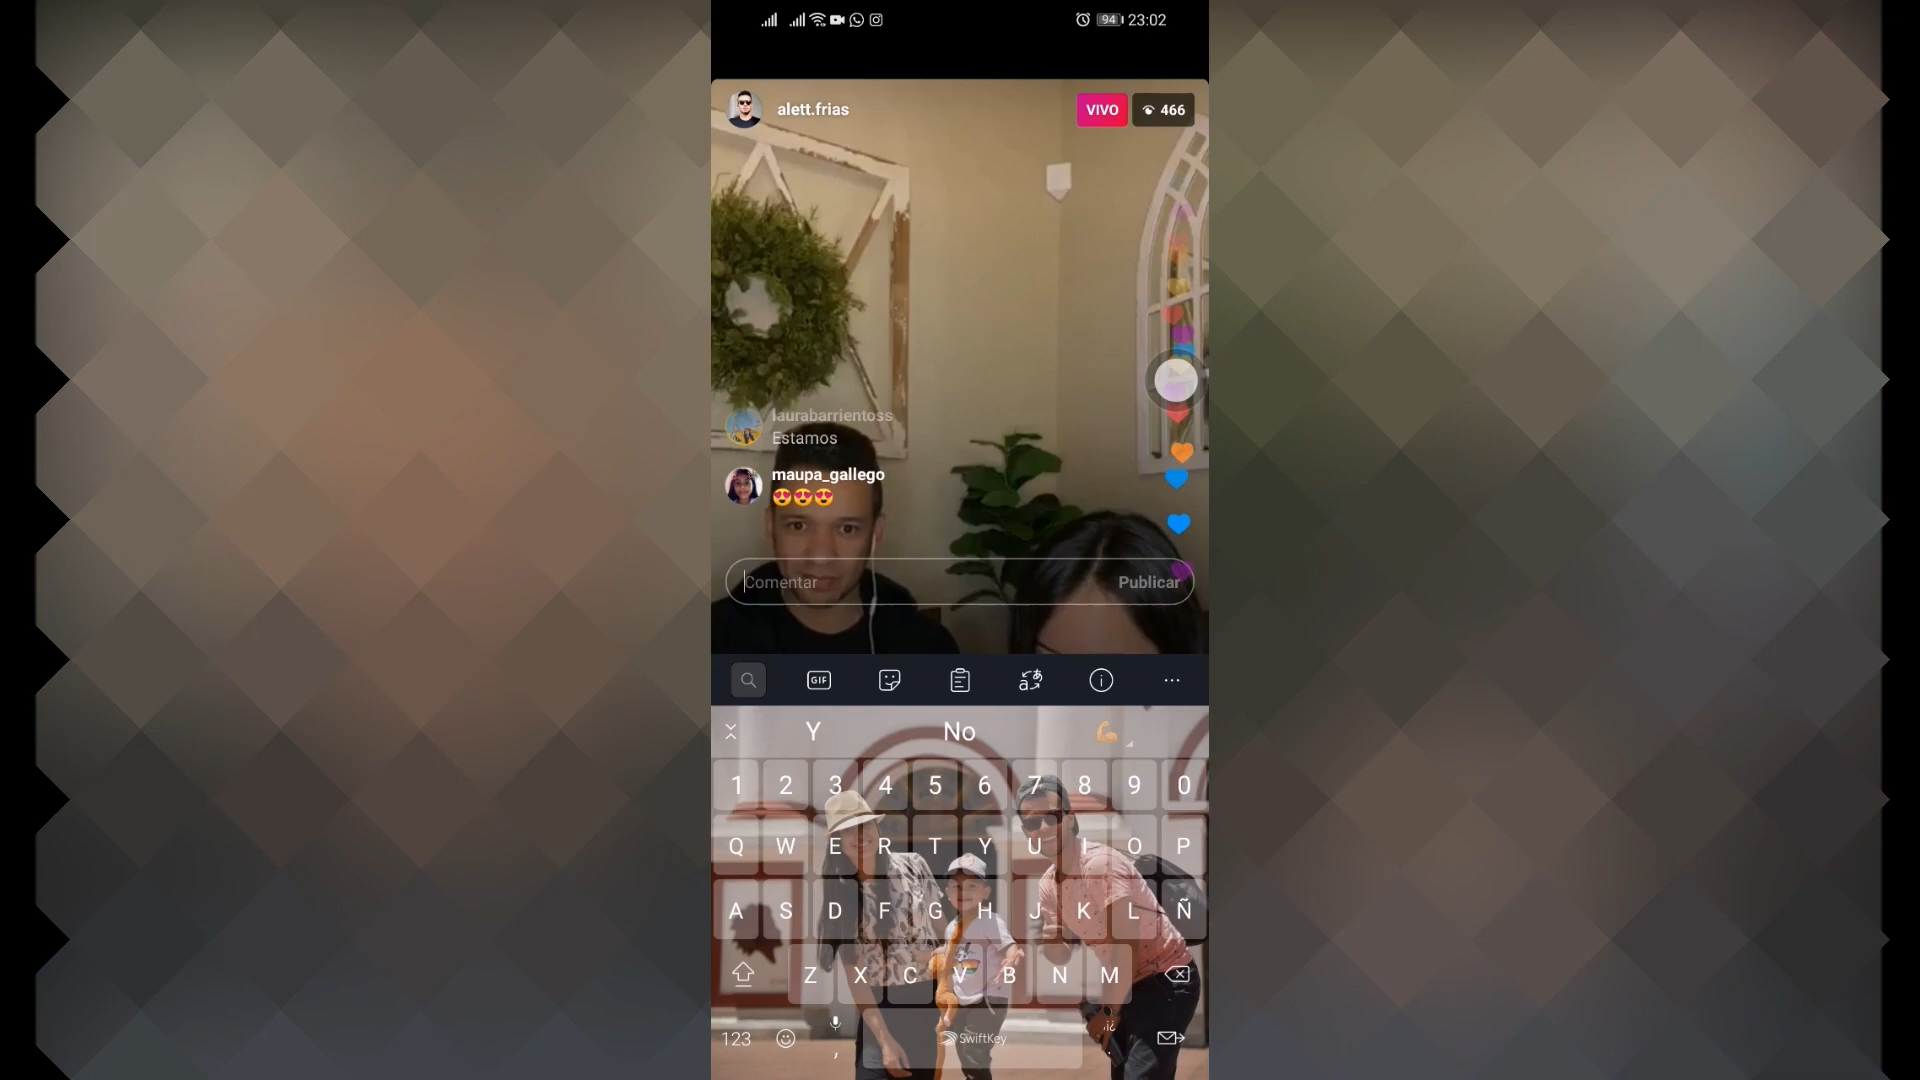 94 23:02
alett.frias VIVO 466
laurabarrientoss
Estamos
maupa_gallego
Comentar Publicar
GIF
Y No
1 2 3 4 5 6 7 8 9 0
Q W E R T Y U I O P
A S D F G H J K L Ñ
Z X C V B N M
123 , SwiftKey .¡¿